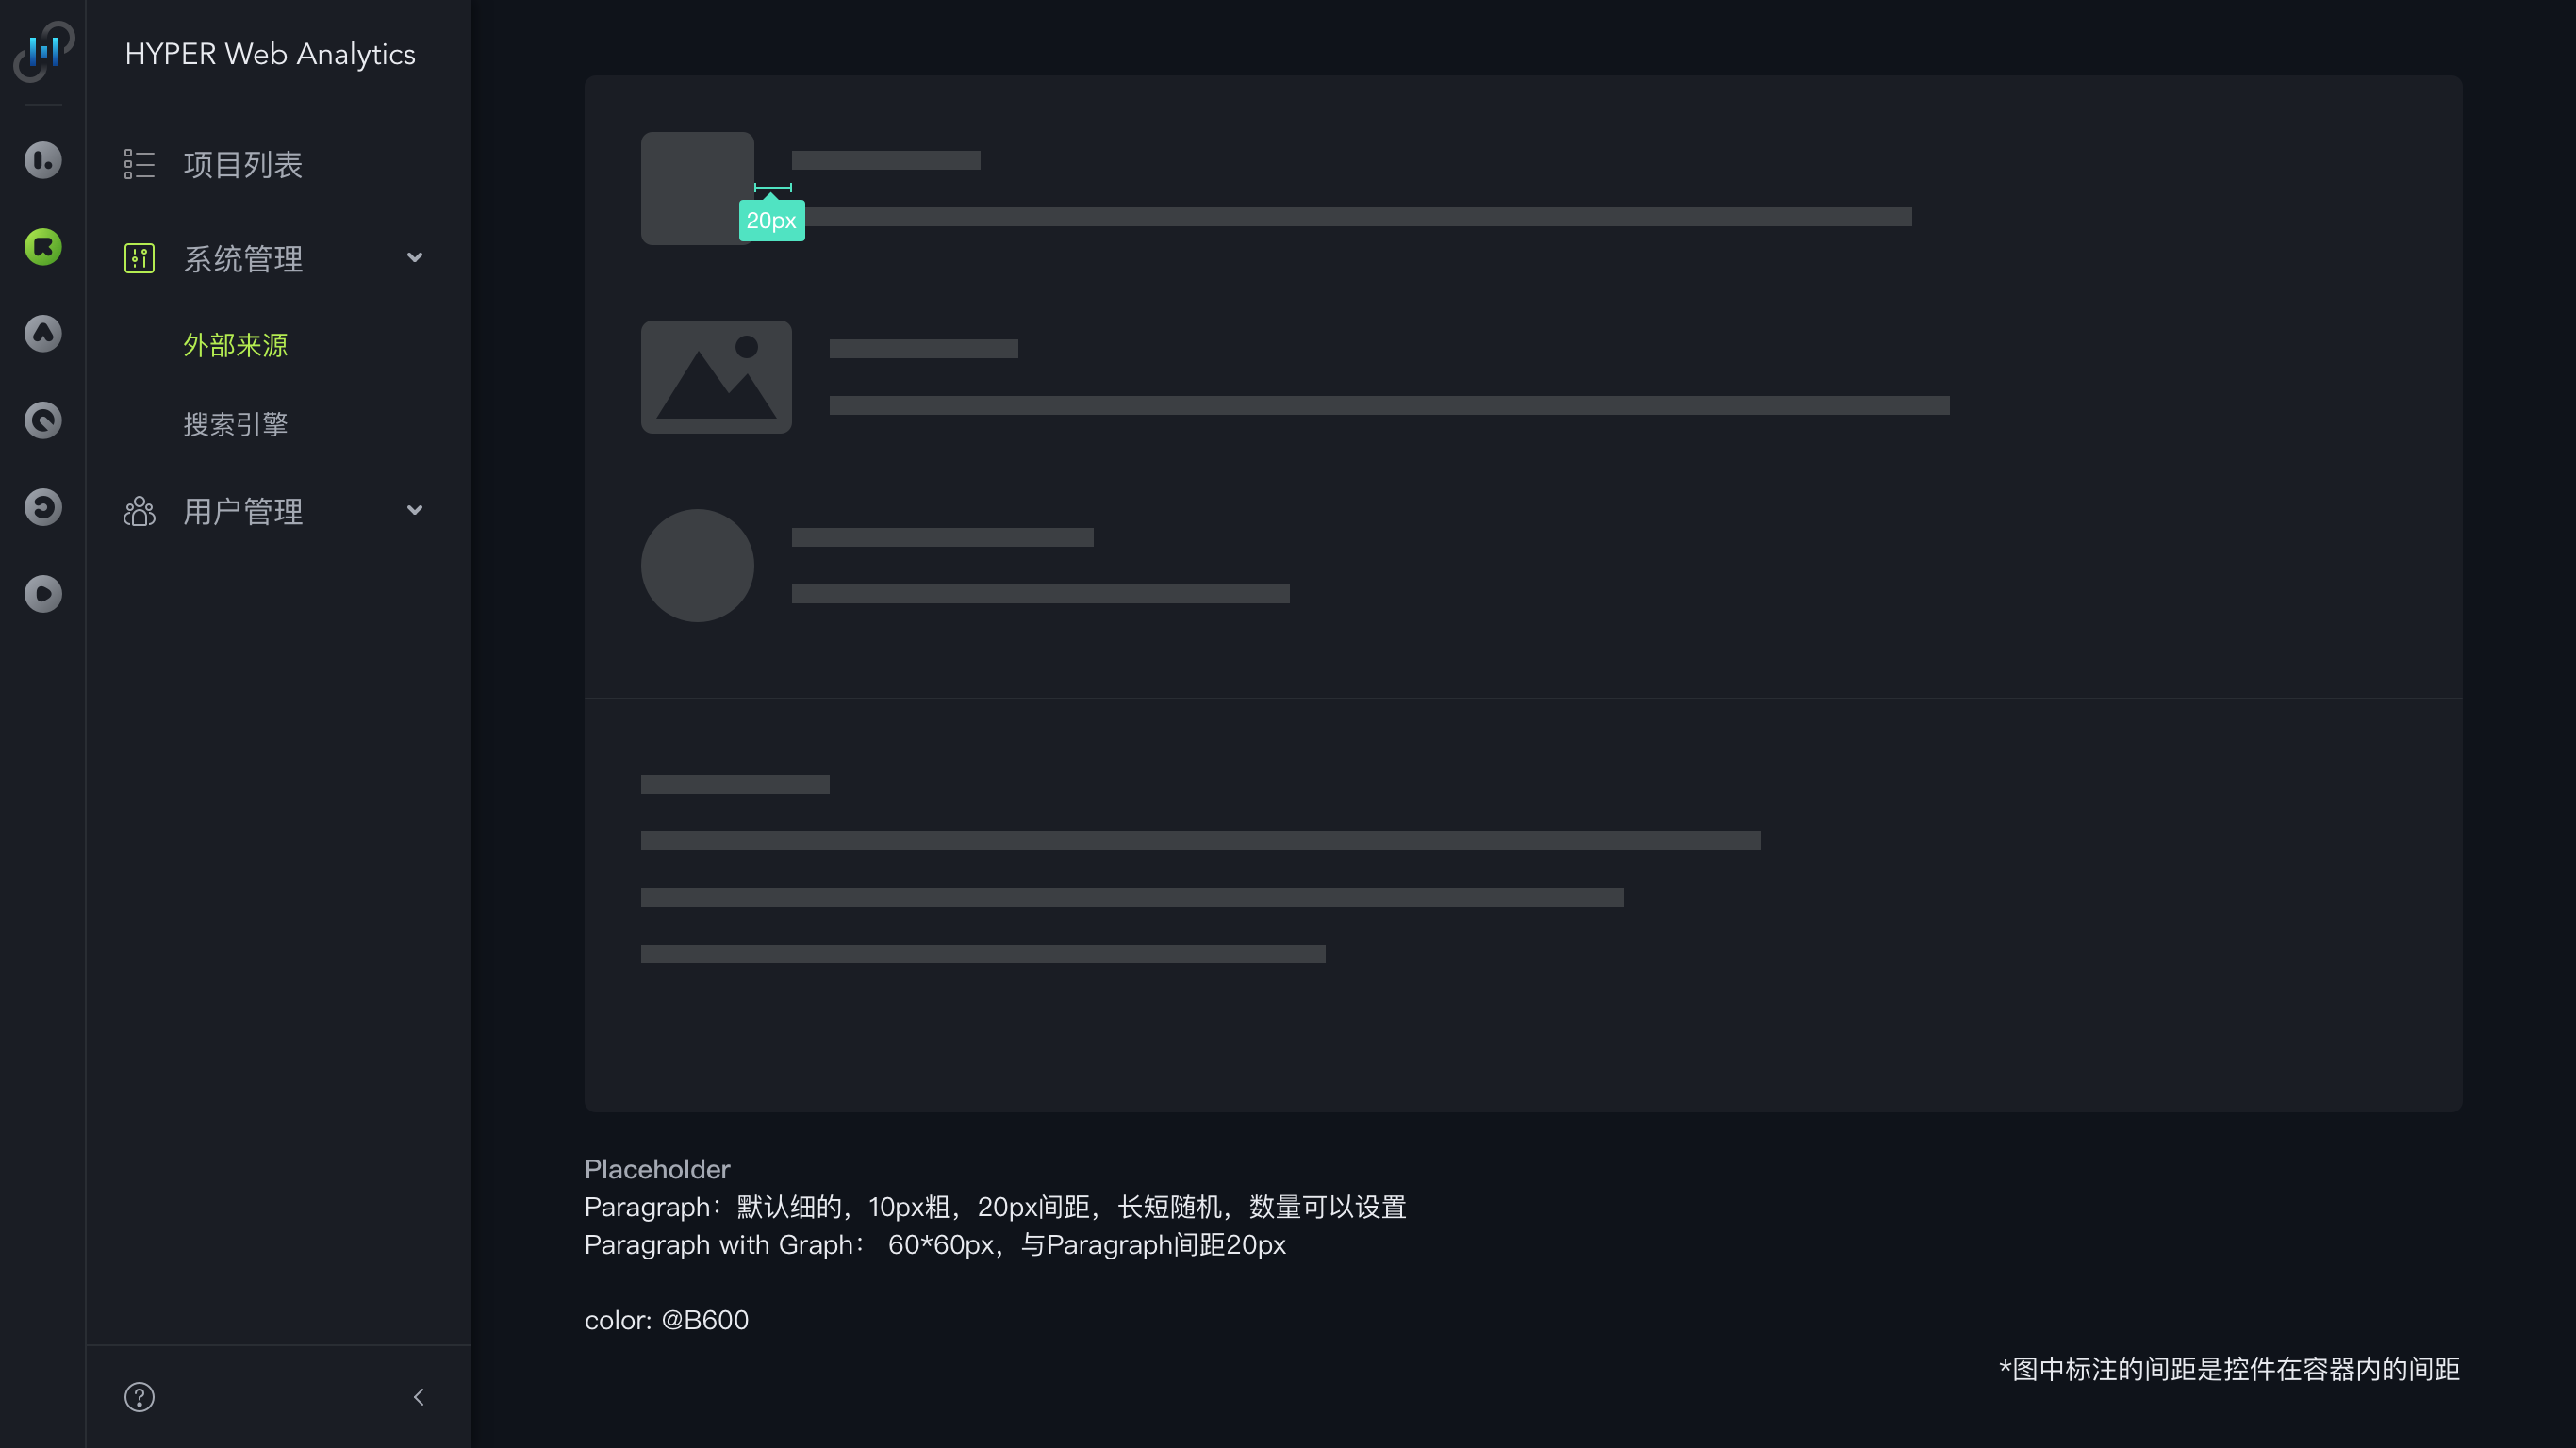 HYPER Web Analytics
项目列表
系统管理
外部来源
搜索引擎
用户管理
20px
Placeholder
Paragraph：默认细的，10px粗，20px间距，长短随机，数量可以设置
Paragraph with Graph： 60*60px，与Paragraph间距20px
color: @B600
*图中标注的间距是控件在容器内的间距